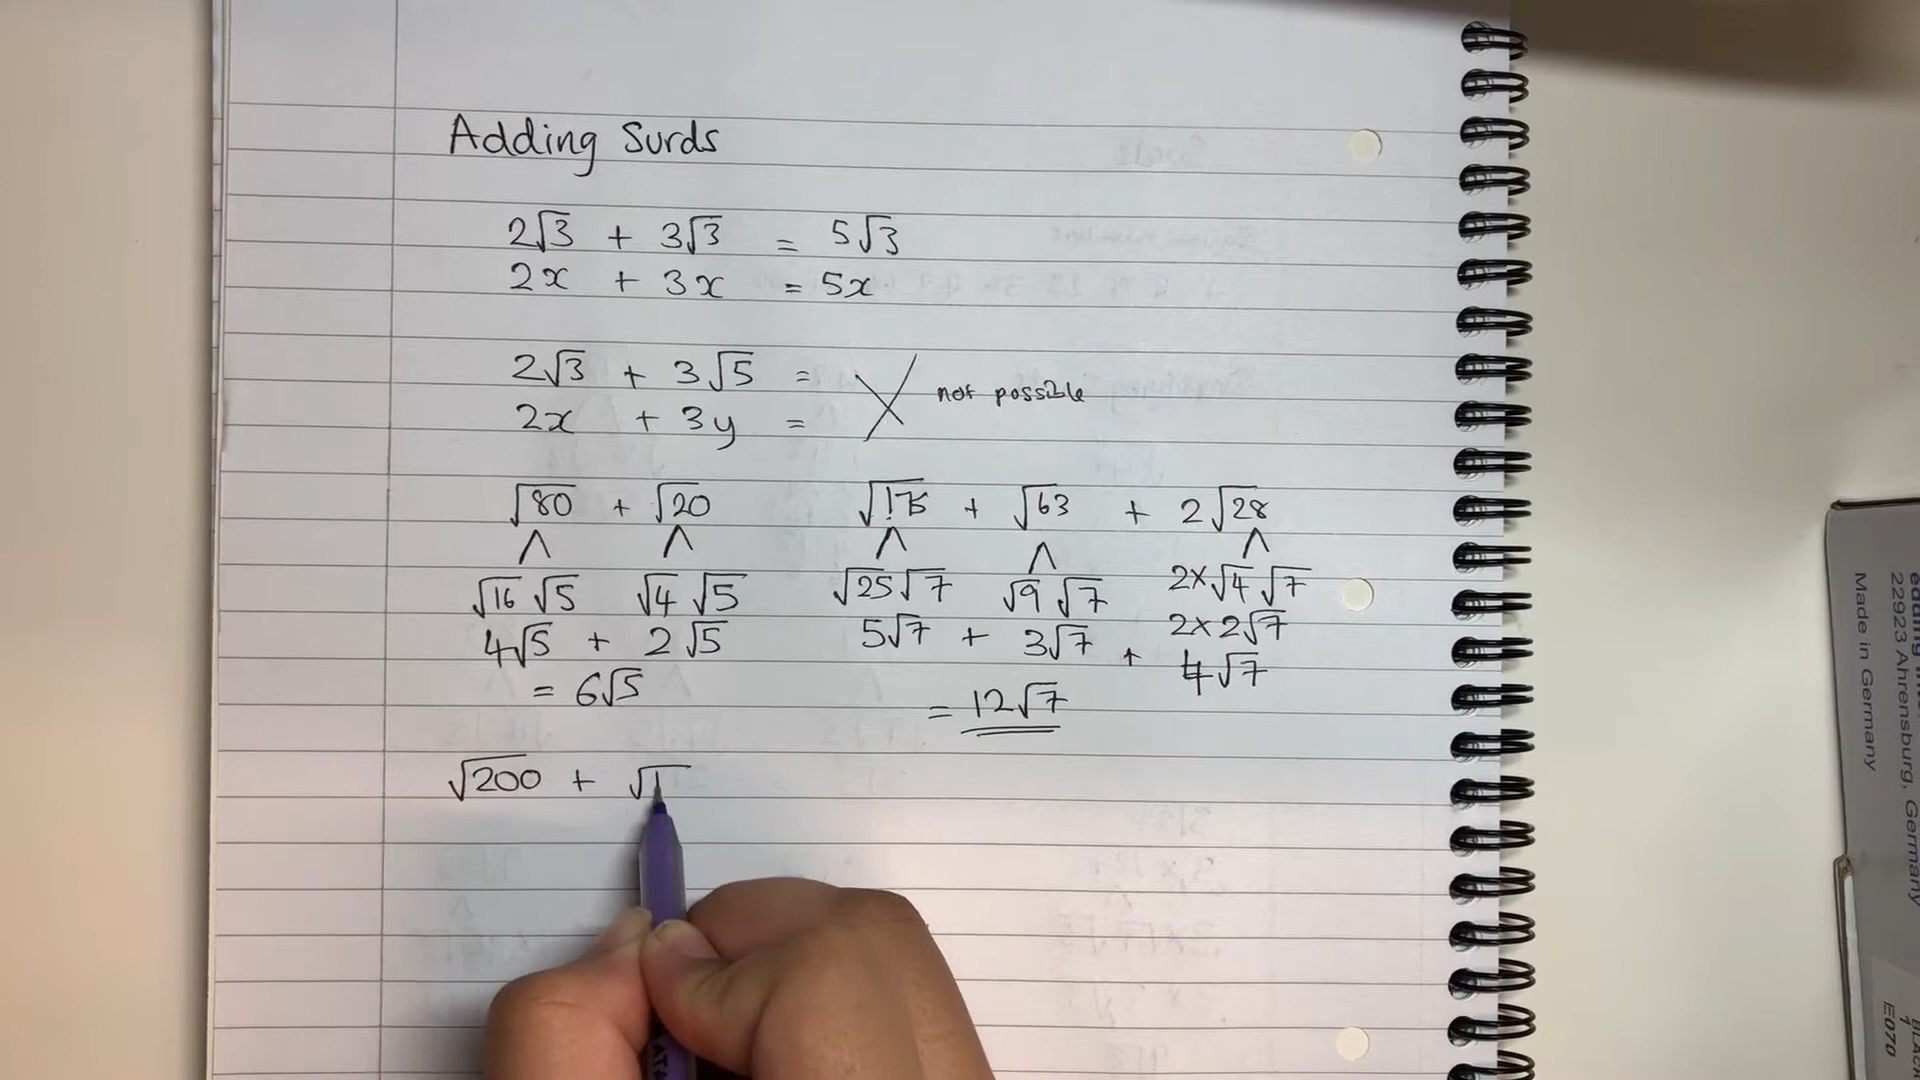 Adding Surds
2√3 + 3√3 = 5√3
2x + 3x = 5x
2√3 + 3√5 =
not possible
2x + 3y =
√80 + √20
√16 √5 √4 √5
4√5 + 2√5
= 6√5
√175 + √63 + 2√28
√25 √7 √9 √7 2×√4 √7
2×2√7
5√7 + 3√7 + 4√7
= 12√7
√200 + √1
Made in Germany
22923 Ahrensburg, Germany
E070